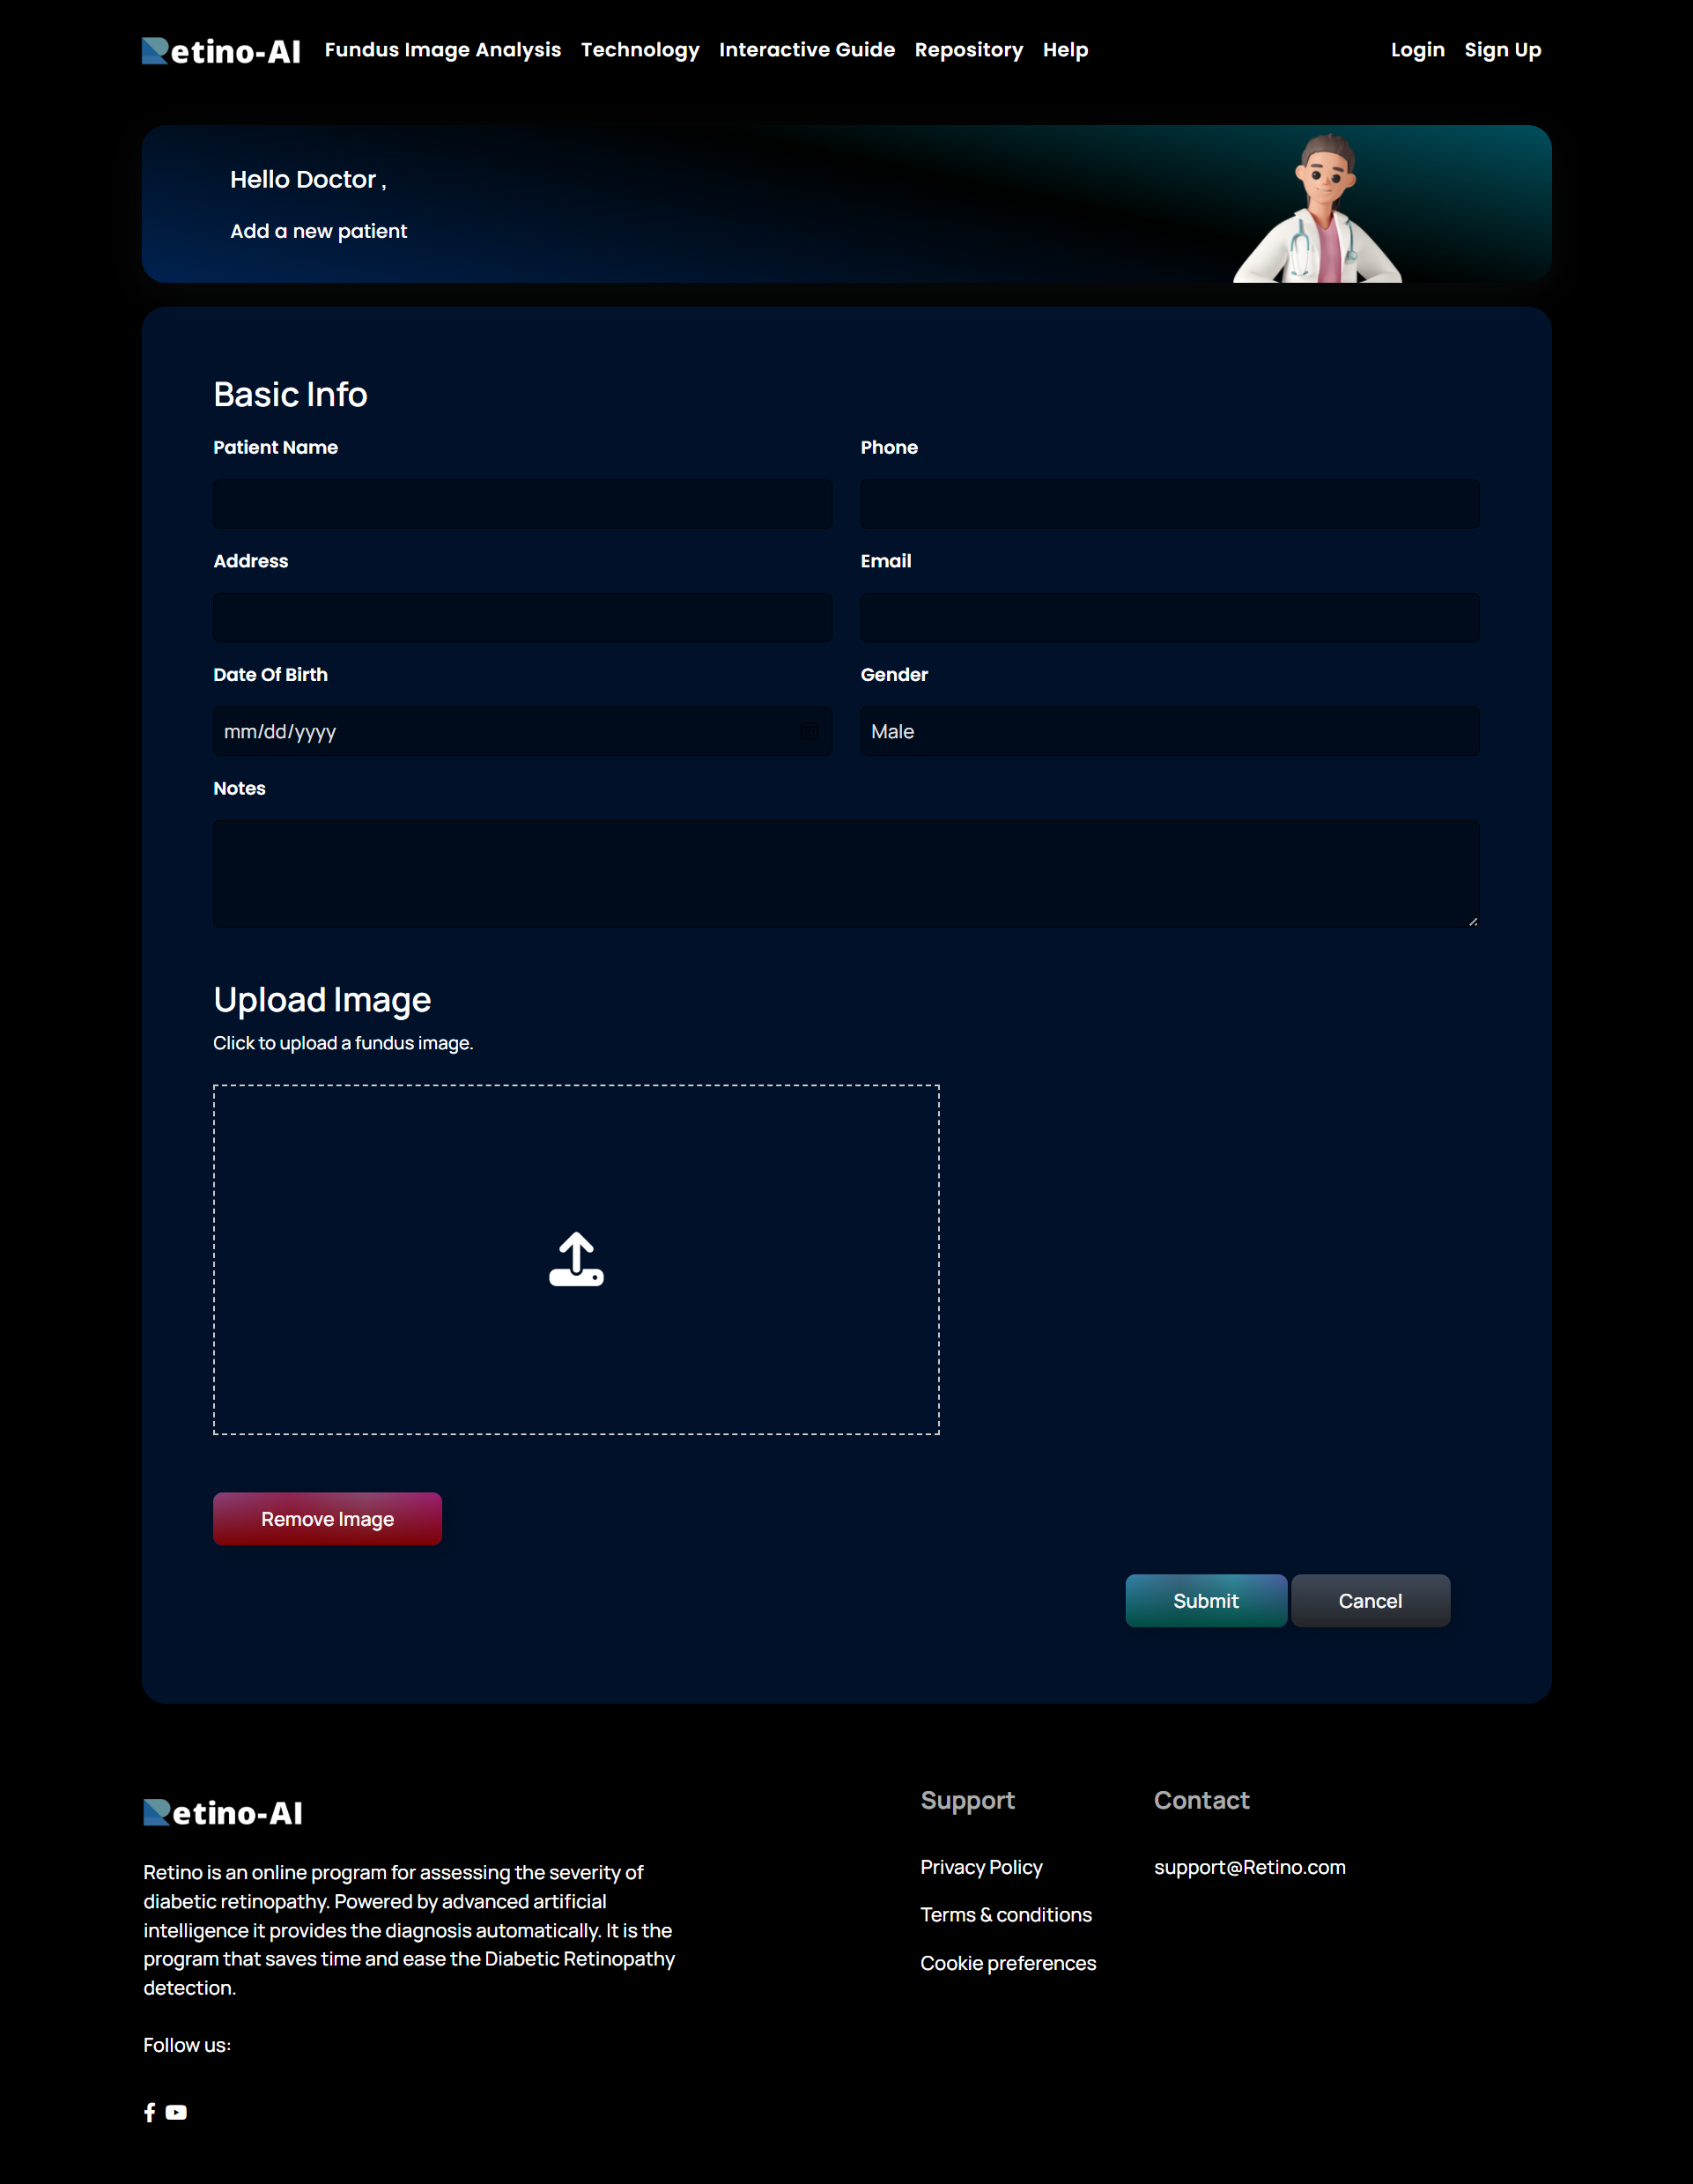 Retino-AI Fundus Image Analysis Technology Interactive Guide Repository Help Login Sign Up
Hello Doctor ,
Add a new patient
Basic Info
Patient Name Phone
Address Email
Date Of Birth Gender
mm/dd/yyyy Male
Notes
Upload Image
Click to upload a fundus image.
Remove Image
Submit Cancel
Retino-AI
Retino is an online program for assessing the severity of
diabetic retinopathy. Powered by advanced artificial
intelligence it provides the diagnosis automatically. It is the
program that saves time and ease the Diabetic Retinopathy
detection.
Follow us:
Support
Privacy Policy
Terms & conditions
Cookie preferences
Contact
support@Retino.com